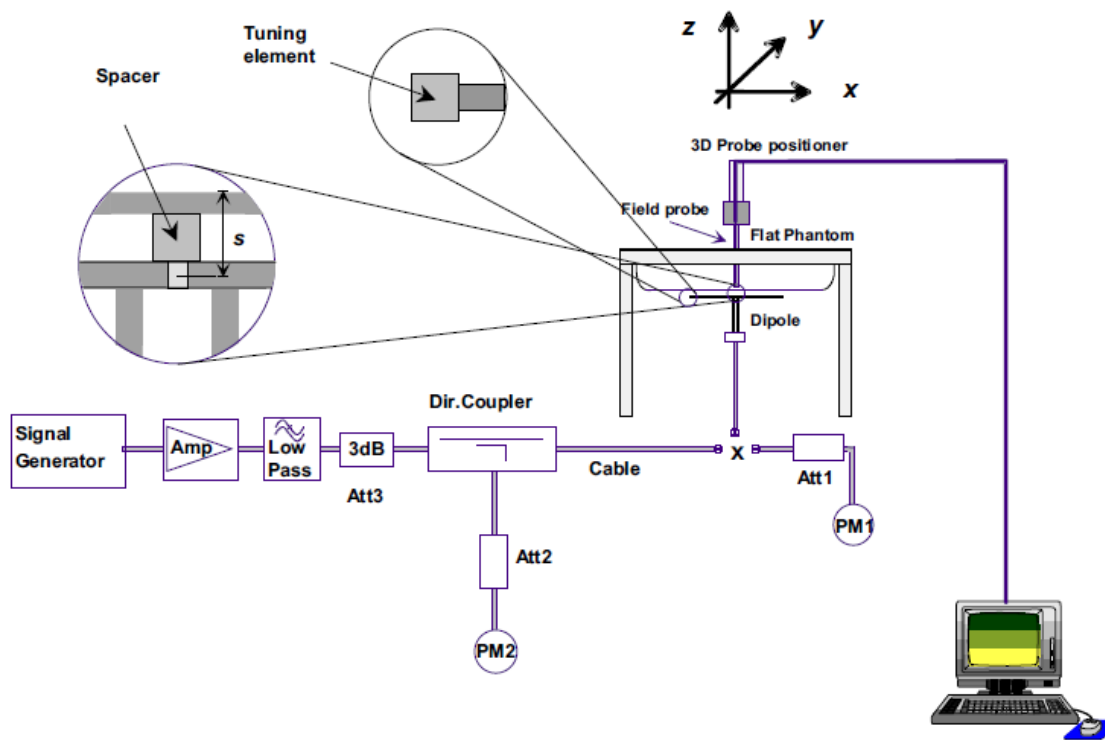 Tuning
element
Spacer
s
z
y
x
3D Probe positioner
Field probe
Flat Phantom
Dipole
Dir.Coupler
Signal
Generator
Amp
Low
Pass
3dB
Att3
Cable
x
Att1
PM1
Att2
PM2